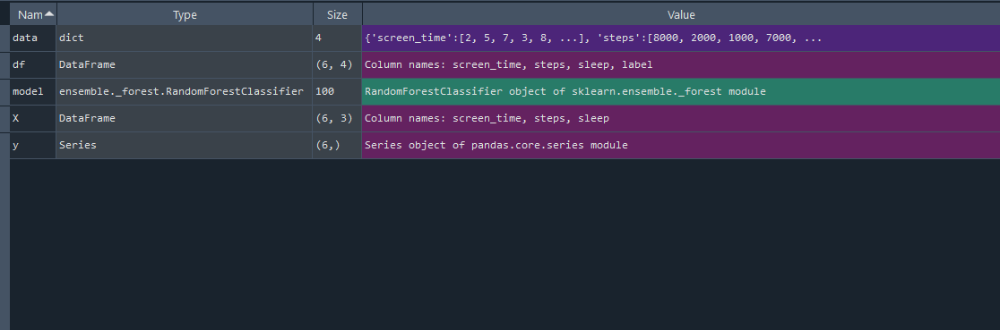 Nam Type Size Value
data dict 4 {'screen_time':[2, 5, 7, 3, 8, ...], 'steps':[8000, 2000, 1000, 7000, ...
df DataFrame (6, 4) Column names: screen_time, steps, sleep, label
model ensemble._forest.RandomForestClassifier 100 RandomForestClassifier object of sklearn.ensemble._forest module
X DataFrame (6, 3) Column names: screen_time, steps, sleep
y Series (6,) Series object of pandas.core.series module